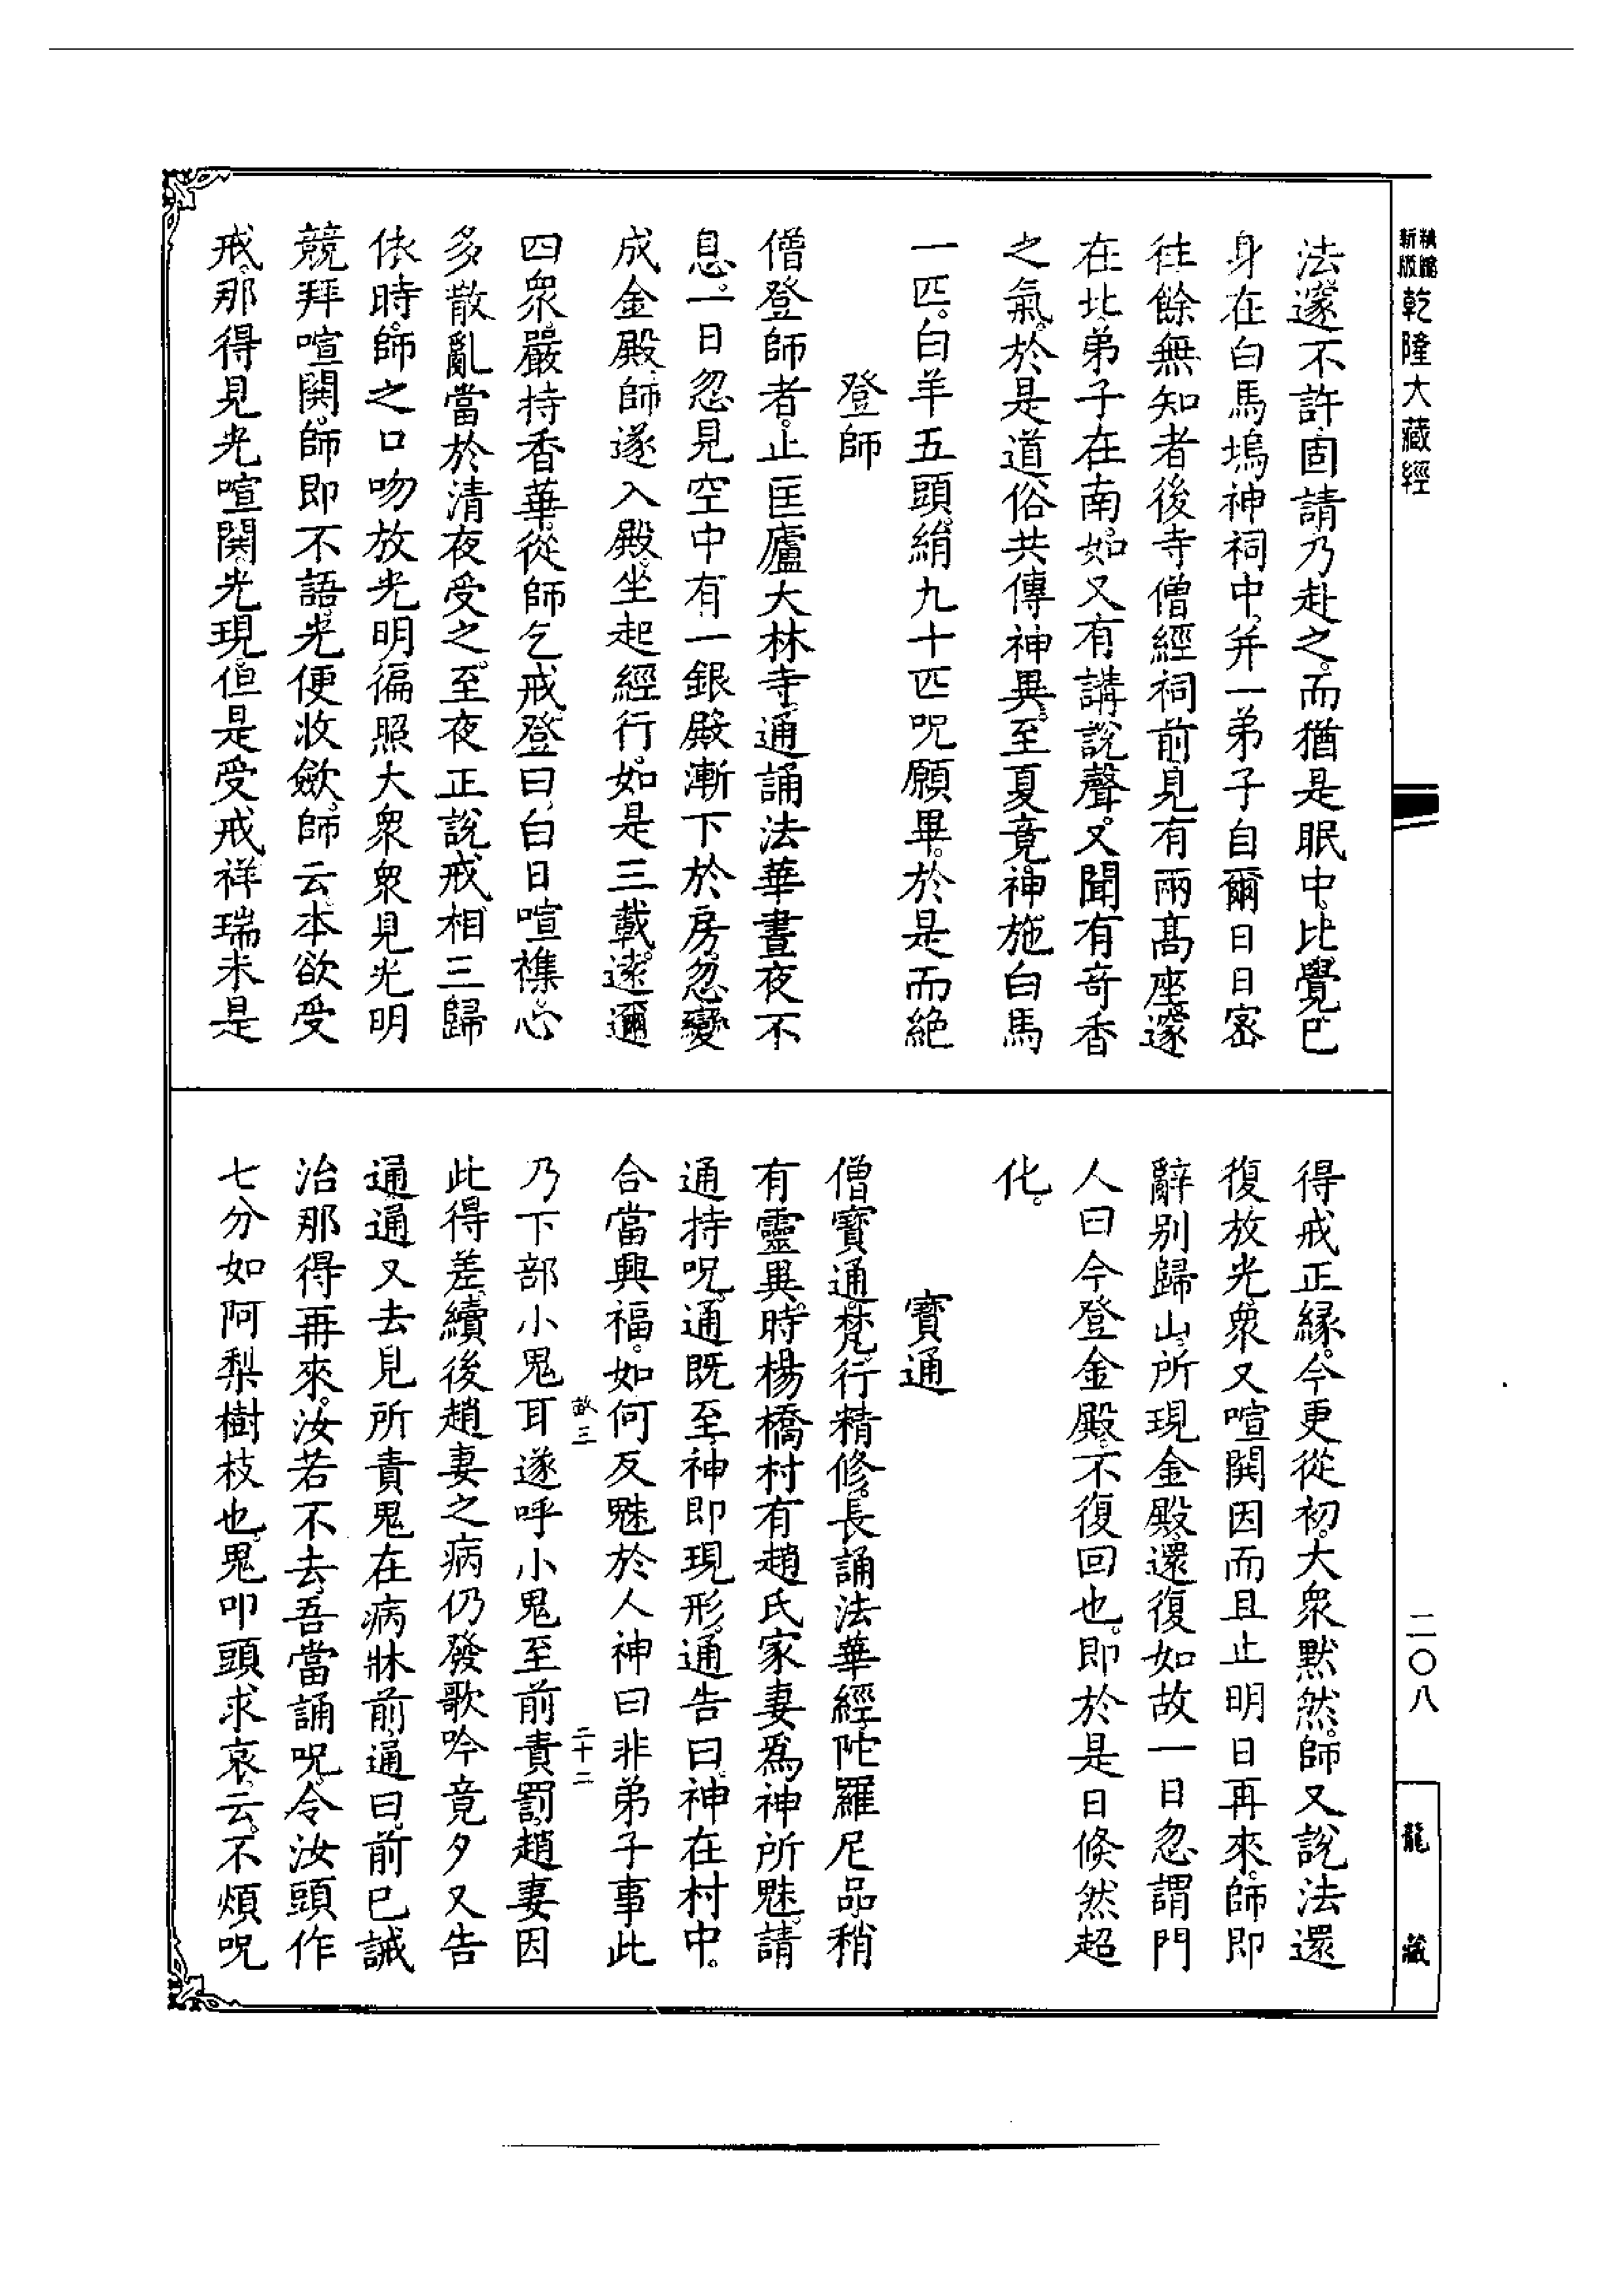 新版
精縮
乾隆大藏經
二〇八
龍藏
法遂不許固請乃赴之。而猶是眠中。比覺已
身在白馬塢神祠中。并一弟子自爾日日密
往餘無知者後寺僧經祠前見有兩髙座。遂
在北。弟子在南。如又有講說聲。又聞有奇香
之氣。於是道俗共傳神異。至夏竟。神施白馬
一匹。白羊五頭。絹九十匹呪願畢。於是而絶
登師
僧登師者。止匡廬大林寺。通誦法華晝夜不
息。一日忽見空中有一銀殿漸下於房。忽變
成金殿。師遂入殿。坐起經行。如是三載。遠邇
四衆。嚴持香華。從師乞戒。登曰。白日喧襍。心
多散亂當於清夜受之。至夜正說戒相。三歸
依時。師之口吻放光明徧照大衆衆見光明
競拜喧鬨。師即不語。光便收斂。師云。本欲受
戒。那得見光喧鬨。光現。但是受戒祥瑞未是
得戒正緣。今更從初。大衆默然。師又說法還
復放光。衆又喧鬨因而且止明日再來。師即
辭别歸山。所現金殿。還復如故一日忽謂門
人曰今登金殿。不復回也。即於是日倐然超
化。
寶通
僧寶通。梵行精修。長誦法華經。陀羅尼品。稍
有靈異。時楊橋村有趙氏家妻爲神所魅。請
通持呪。通既至。神即現形。通告曰。神在村中。
合當興福。如何反魅於人神曰非弟子事此
三
二十二
乃下部小鬼耳遂呼小鬼至前責罰。趙妻因
此得差。續後趙妻之病仍發歌吟竟夕又告
通通又去見所責鬼在病牀前。通曰。前已誡
治那得再來。汝若不去。吾當誦呪。令汝頭作
七分如阿梨樹枝也。鬼叩頭求哀。云。不煩呪